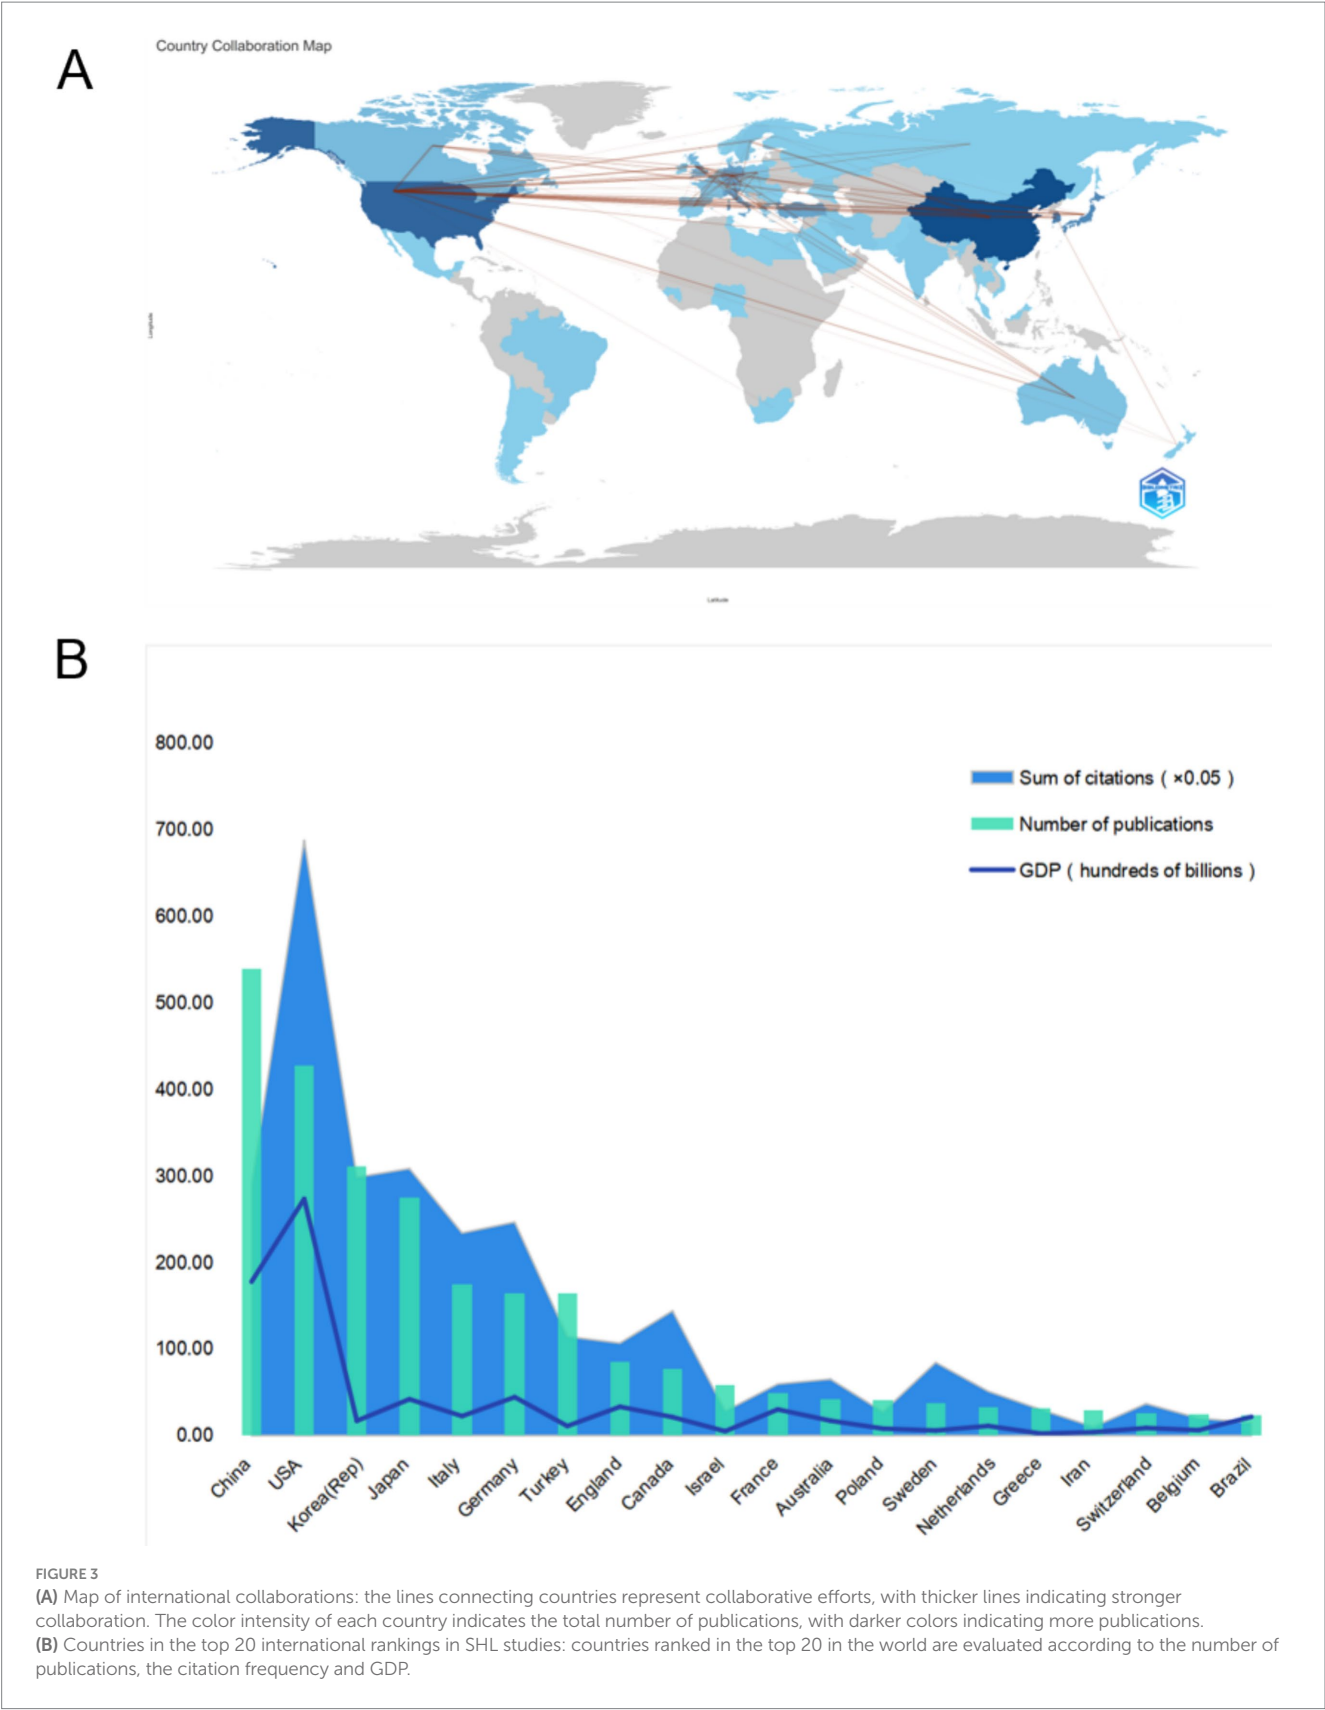 A
Country Collaboration Map
Longitude
Latitude
B
800.00
700.00
600.00
500.00
400.00
300.00
200.00
100.00
0.00
Sum of citations ( ×0.05 )
Number of publications
GDP ( hundreds of billions )
China
USA
Korea(Rep)
Japan
Italy
Germany
Turkey
England
Canada
Israel
France
Australia
Poland
Sweden
Netherlands
Greece
Iran
Switzerland
Belgium
Brazil
FIGURE 3
(A) Map of international collaborations: the lines connecting countries represent collaborative efforts, with thicker lines indicating stronger
collaboration. The color intensity of each country indicates the total number of publications, with darker colors indicating more publications.
(B) Countries in the top 20 international rankings in SHL studies: countries ranked in the top 20 in the world are evaluated according to the number of
publications, the citation frequency and GDP.